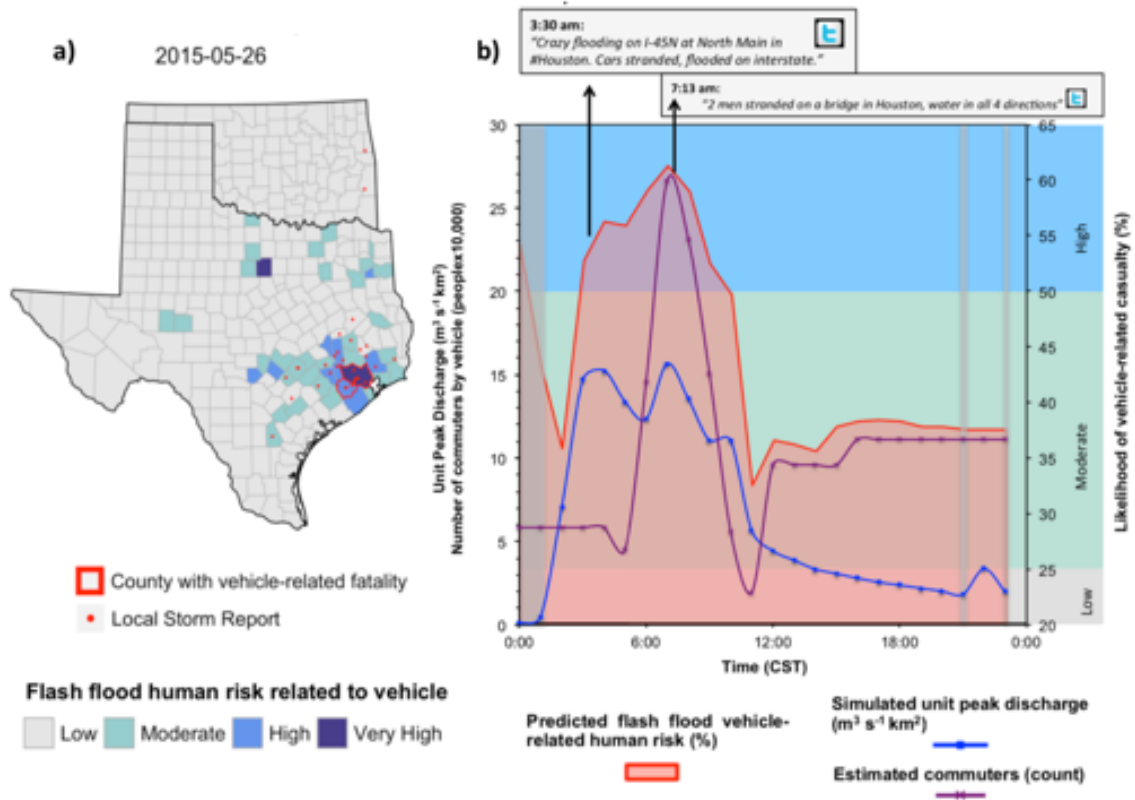 a)
2015-05-26
b)
3:30 am:
"Crazy flooding on I-45N at North Main in
#Houston. Cars stranded, flooded on interstate."
7:13 am:
"2 men stranded on a bridge in Houston, water in all 4 directions"
30
25
20
15
10
5
0
Unit Peak Discharge (m³ s⁻¹ km²)
Number of commuters by vehicle (peoplex10,000)
65
60
55
50
45
40
35
30
25
20
High
Moderate
Low
Likelihood of vehicle-related casualty (%)
0:00
6:00
12:00
18:00
0:00
Time (CST)
County with vehicle-related fatality
Local Storm Report
Flash flood human risk related to vehicle
Low
Moderate
High
Very High
Predicted flash flood vehicle-
related human risk (%)
Simulated unit peak discharge
(m³ s⁻¹ km²)
Estimated commuters (count)